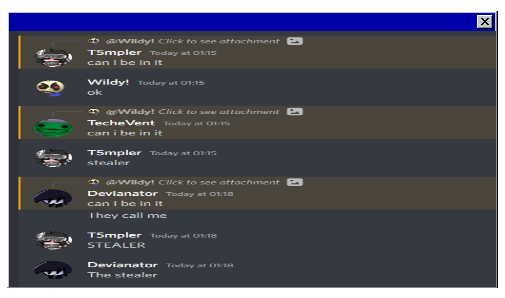 @Wildy! Click to see attachment
T5mpler Today at 01:15
can i be in it
Wildy! Today at 01:15
ok
@Wildy! Click to see attachment
TecheVent Today at 01:15
can i be in it
T5mpler Today at 01:15
stealer
@Wildy! Click to see attachment
Devianator Today at 01:18
can I be in it
They call me
T5mpler Today at 01:18
STEALER
Devianator Today at 01:18
The stealer